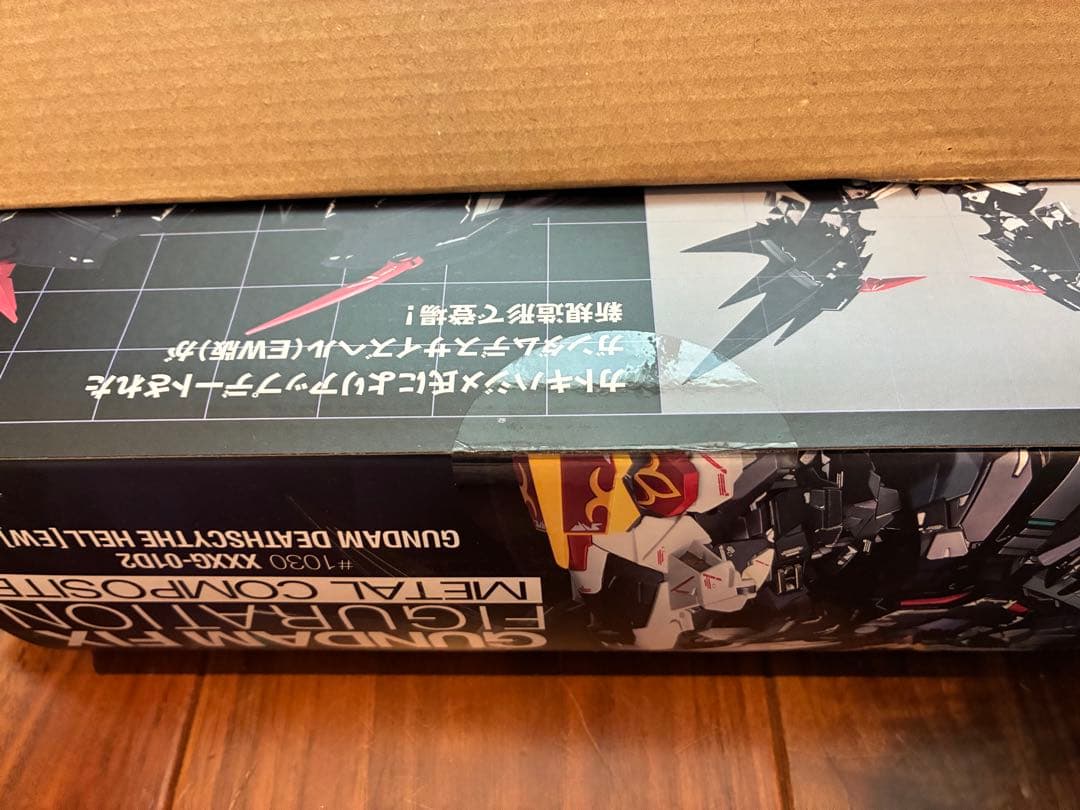 カトキハジメ氏によりアップデートされた
ガンダムデスサイズヘル(EW版)が
新規造形で登場！
GUNDAM FIX
FIGURATION
METAL COMPOSITE
#1030 XXXG-01D2
GUNDAM DEATHSCYTHE HELL[EW]